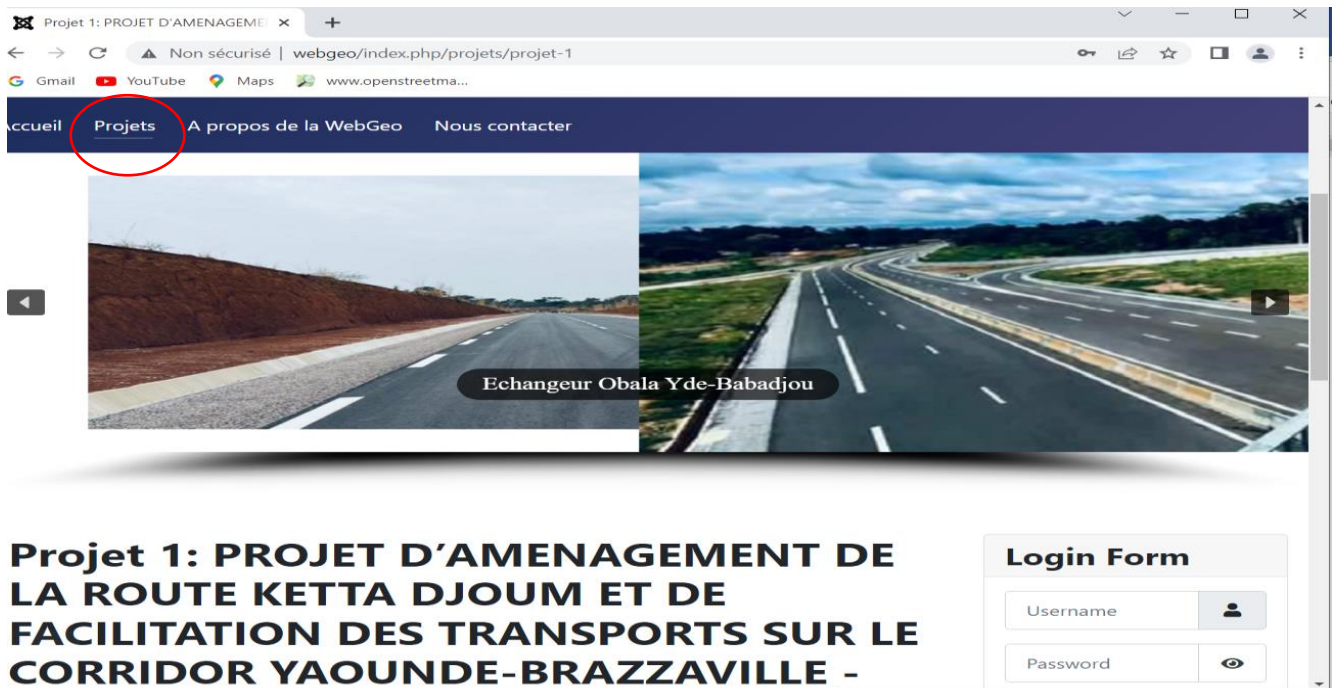 Projet 1: PROJET D'AMENAGEME
Non sécurisé | webgeo/index.php/projets/projet-1
Gmail YouTube Maps www.openstreetma...
ccueil Projets A propos de la WebGeo Nous contacter
Echangeur Obala Yde-Babadjou
Projet 1: PROJET D’AMENAGEMENT DE
LA ROUTE KETTA DJOUM ET DE
FACILITATION DES TRANSPORTS SUR LE
CORRIDOR YAOUNDE-BRAZZAVILLE -
Login Form
Username
Password